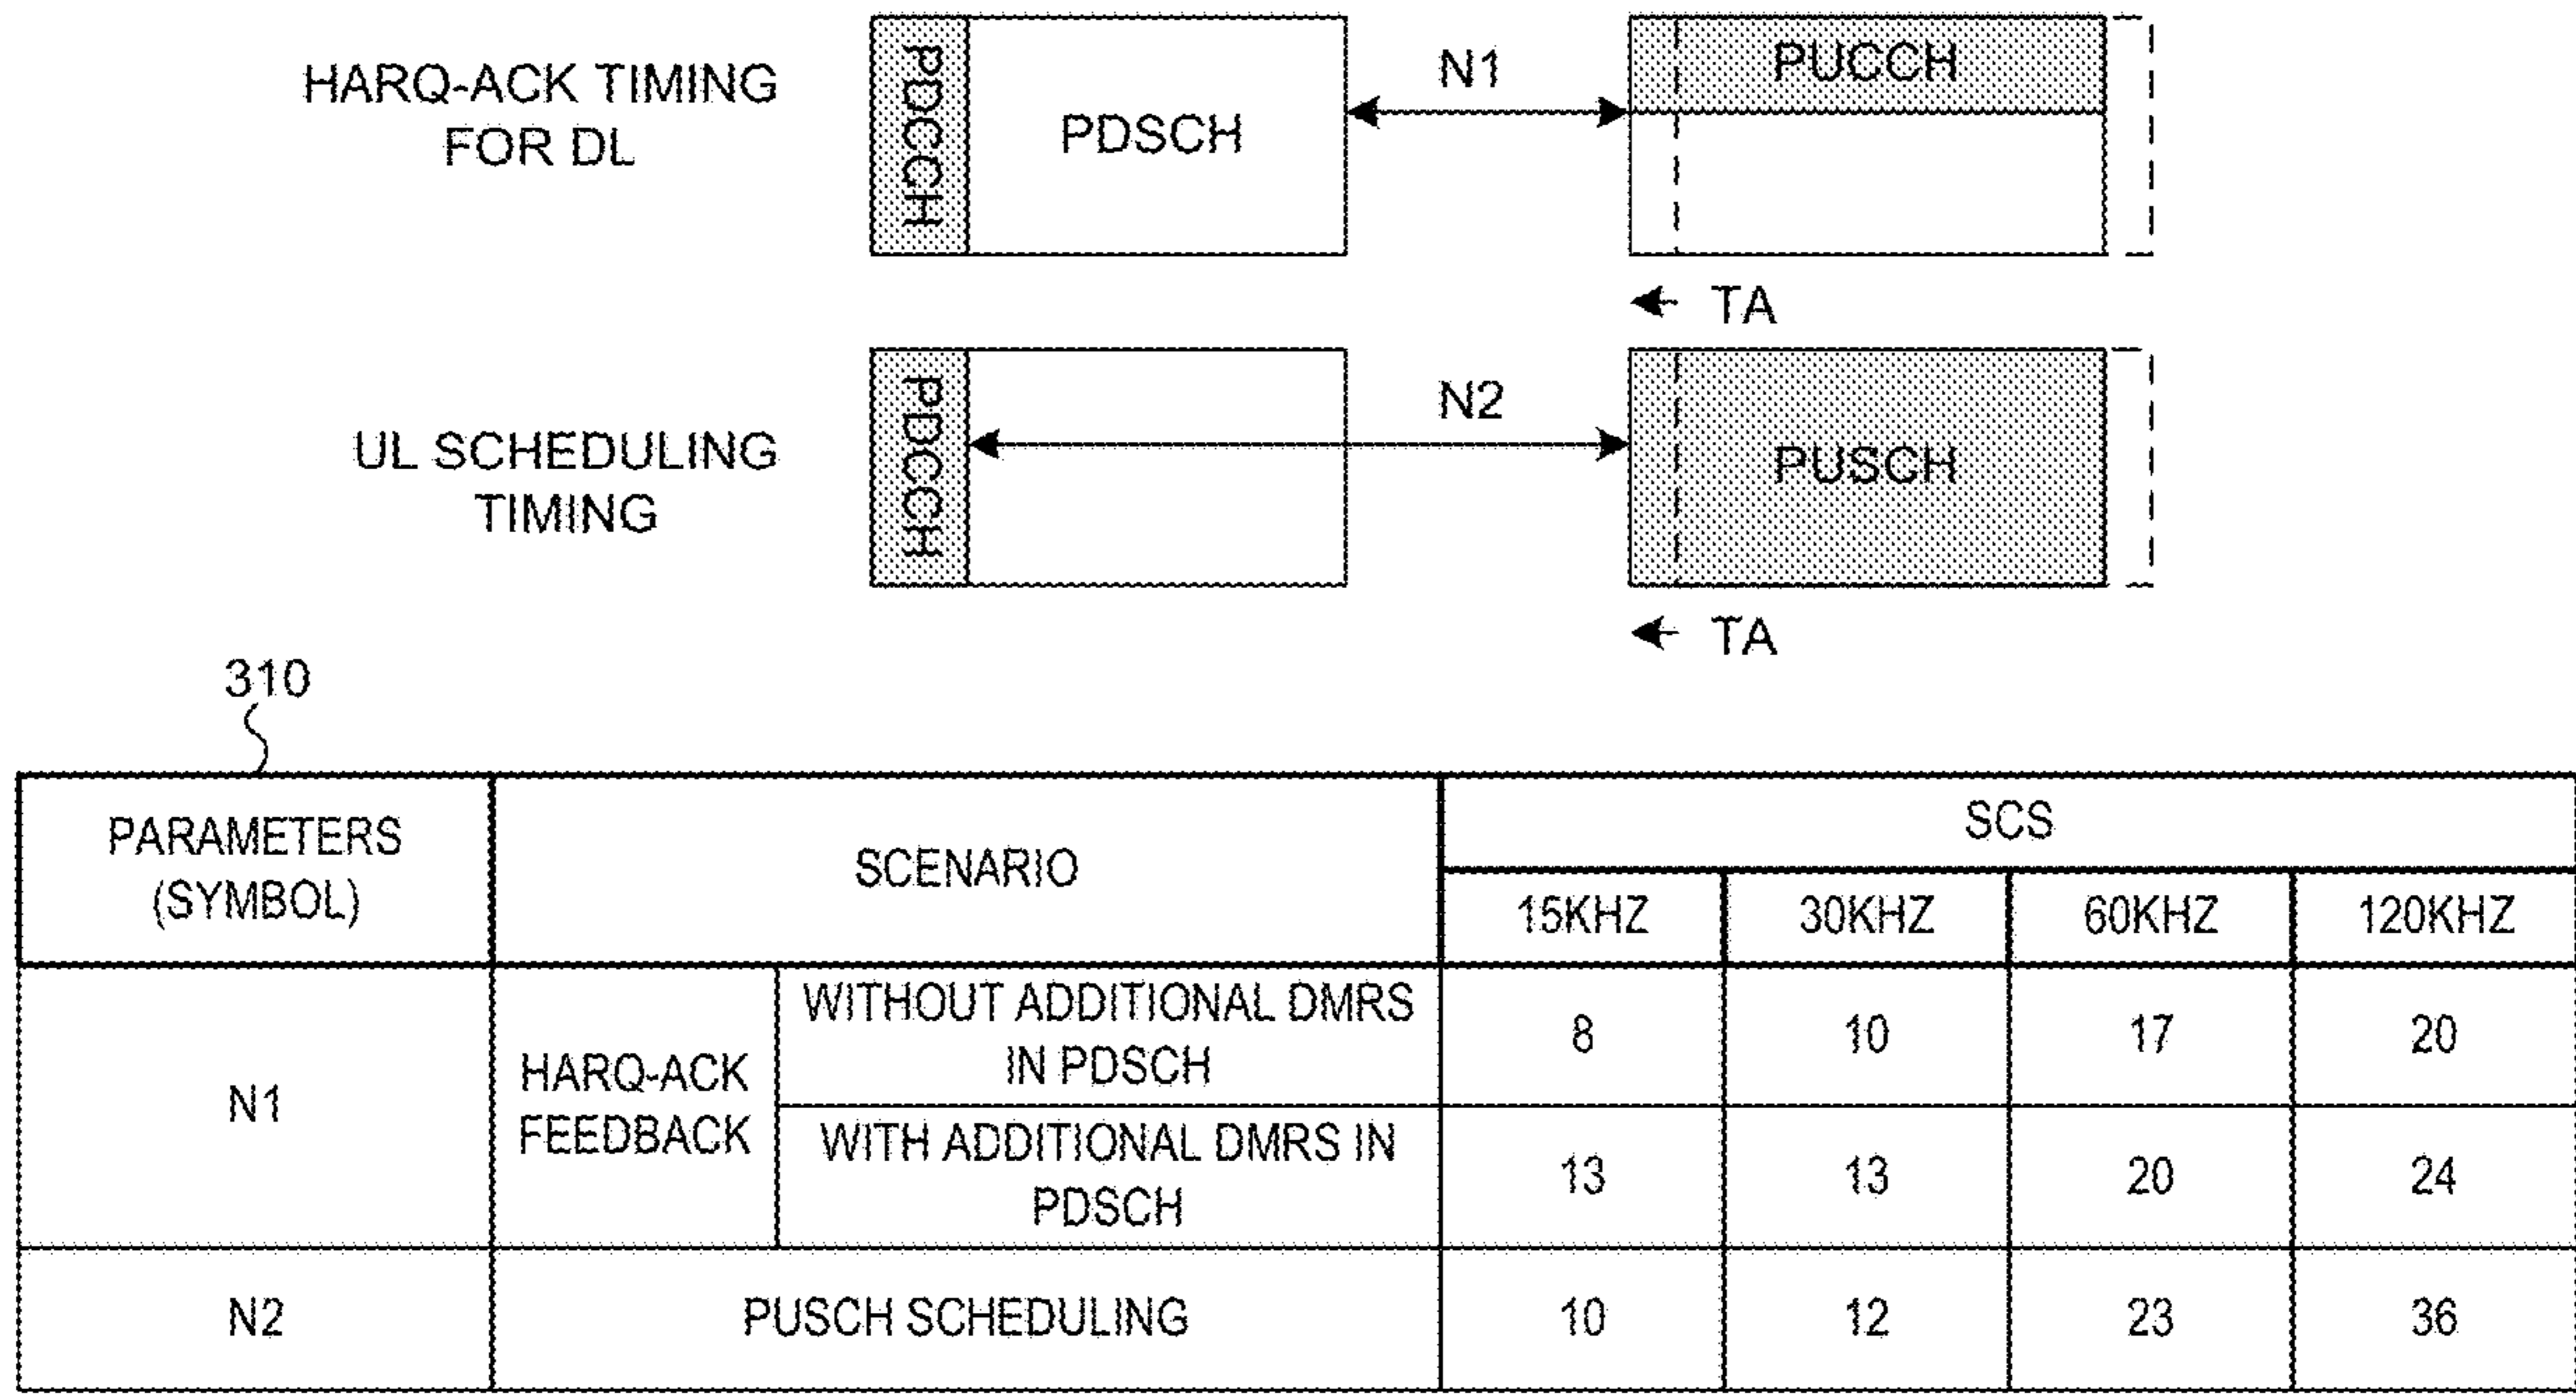 HARQ-ACK TIMING
FOR DL
PDCCH
PDSCH
N1
PUCCH
TA
UL SCHEDULING
TIMING
PDCCH
N2
PUSCH
TA
310
PARAMETERS
(SYMBOL)
SCENARIO
SCS
15KHZ
30KHZ
60KHZ
120KHZ
N1
HARQ-ACK
FEEDBACK
WITHOUT ADDITIONAL DMRS
IN PDSCH
8
10
17
20
WITH ADDITIONAL DMRS IN
PDSCH
13
13
20
24
N2
PUSCH SCHEDULING
10
12
23
36